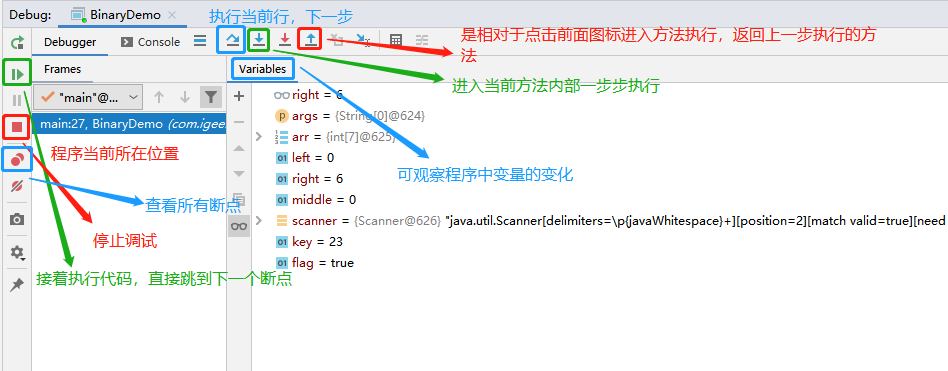 Debug: BinaryDemo
执行当前行，下一步
Debugger Console
是相对于点击前面图标进入方法执行，返回上一步执行的方
法
Frames
Variables
进入当前方法内部一步步执行
"main"@...
main:27, BinaryDemo (com.igee
程序当前所在位置
查看所有断点
停止调试
接着执行代码，直接跳到下一个断点
right = 6
args = {String[0]@624}
arr = {int[7]@625}
left = 0
right = 6
可观察程序中变量的变化
middle = 0
scanner = {Scanner@626} "java.util.Scanner[delimiters=\p{javaWhitespace}+][position=2][match valid=true][need
key = 23
flag = true